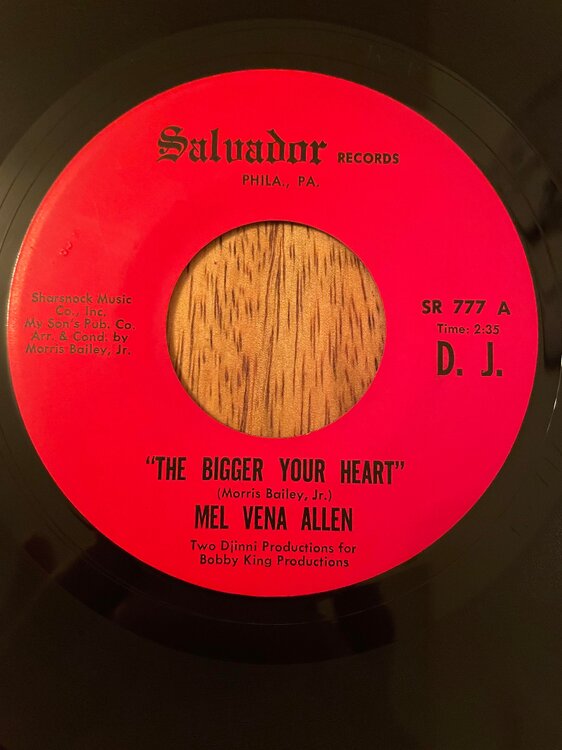 Salvador RECORDS
PHILA., PA.
Sharsnock Music
Co., Inc.
My Son's Pub. Co.
Arr. & Cond. by
Morris Bailey, Jr.
SR 777 A
Time: 2:35
D. J.
"THE BIGGER YOUR HEART"
(Morris Bailey, Jr.)
MEL VENA ALLEN
Two Djinni Productions for
Bobby King Productions